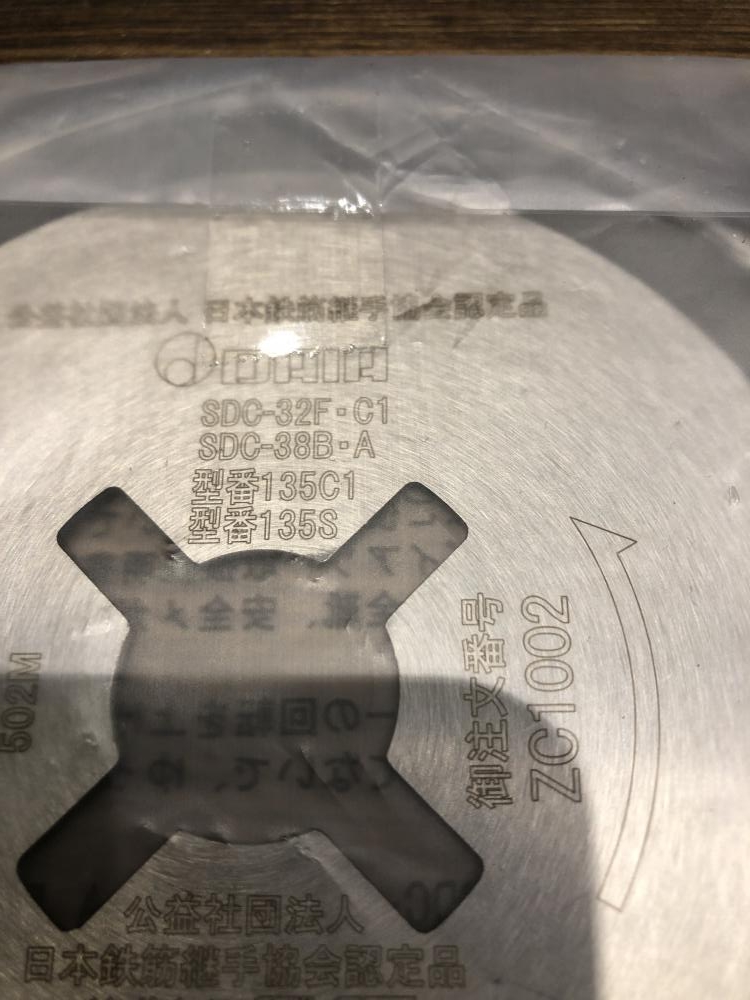 公益社団法人 日本鉄筋継手協会認定品
DAIA
SDC-32F・C1
SDC-38B・A
型番135C1
型番135S
御注文番号
ZC1002
502M
公益社団法人
日本鉄筋継手協会認定品